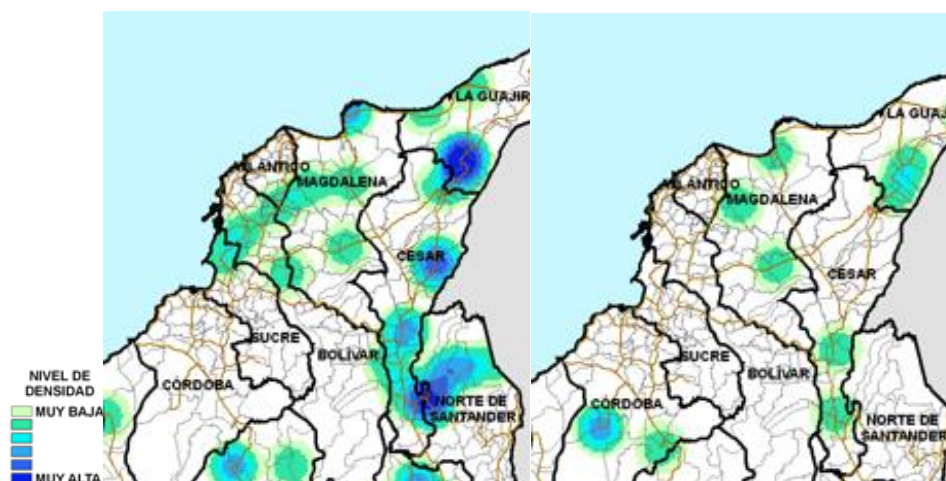 LA GUAJIR
ATLÁNTICO
MAGDALENA
CESAR
SUCRE
BOLÍVAR
CÓRDOBA
NORTE DE
SANTANDER
NIVEL DE
DENSIDAD
MUY BAJA
MUY ALTA
LA GUAJ
ATLÁNTICO
MAGDALENA
CESAR
SUCRE
BOLÍVAR
CÓRDOBA
NORTE DE
SANTANDER